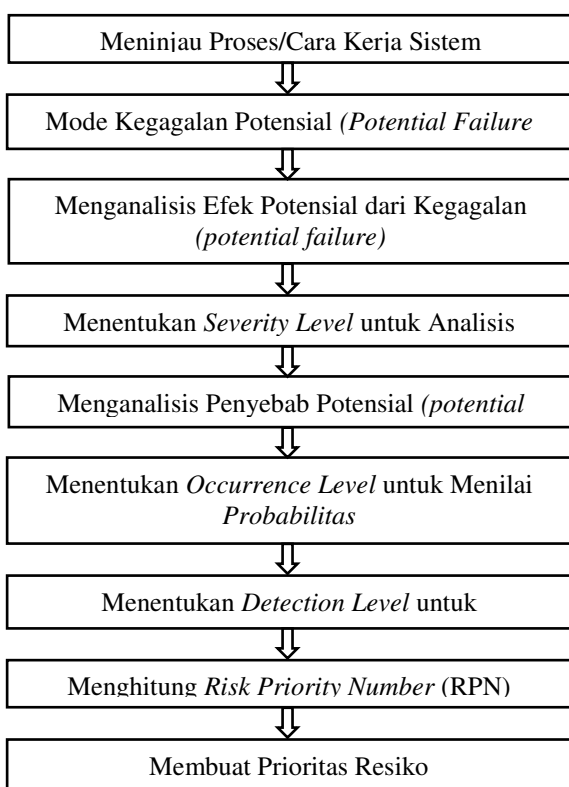 Meninjau Proses/Cara Kerja Sistem
Mode Kegagalan Potensial (Potential Failure
Menganalisis Efek Potensial dari Kegagalan
(potential failure)
Menentukan Severity Level untuk Analisis
Menganalisis Penyebab Potensial (potential
Menentukan Occurrence Level untuk Menilai
Probabilitas
Menentukan Detection Level untuk
Menghitung Risk Priority Number (RPN)
Membuat Prioritas Resiko